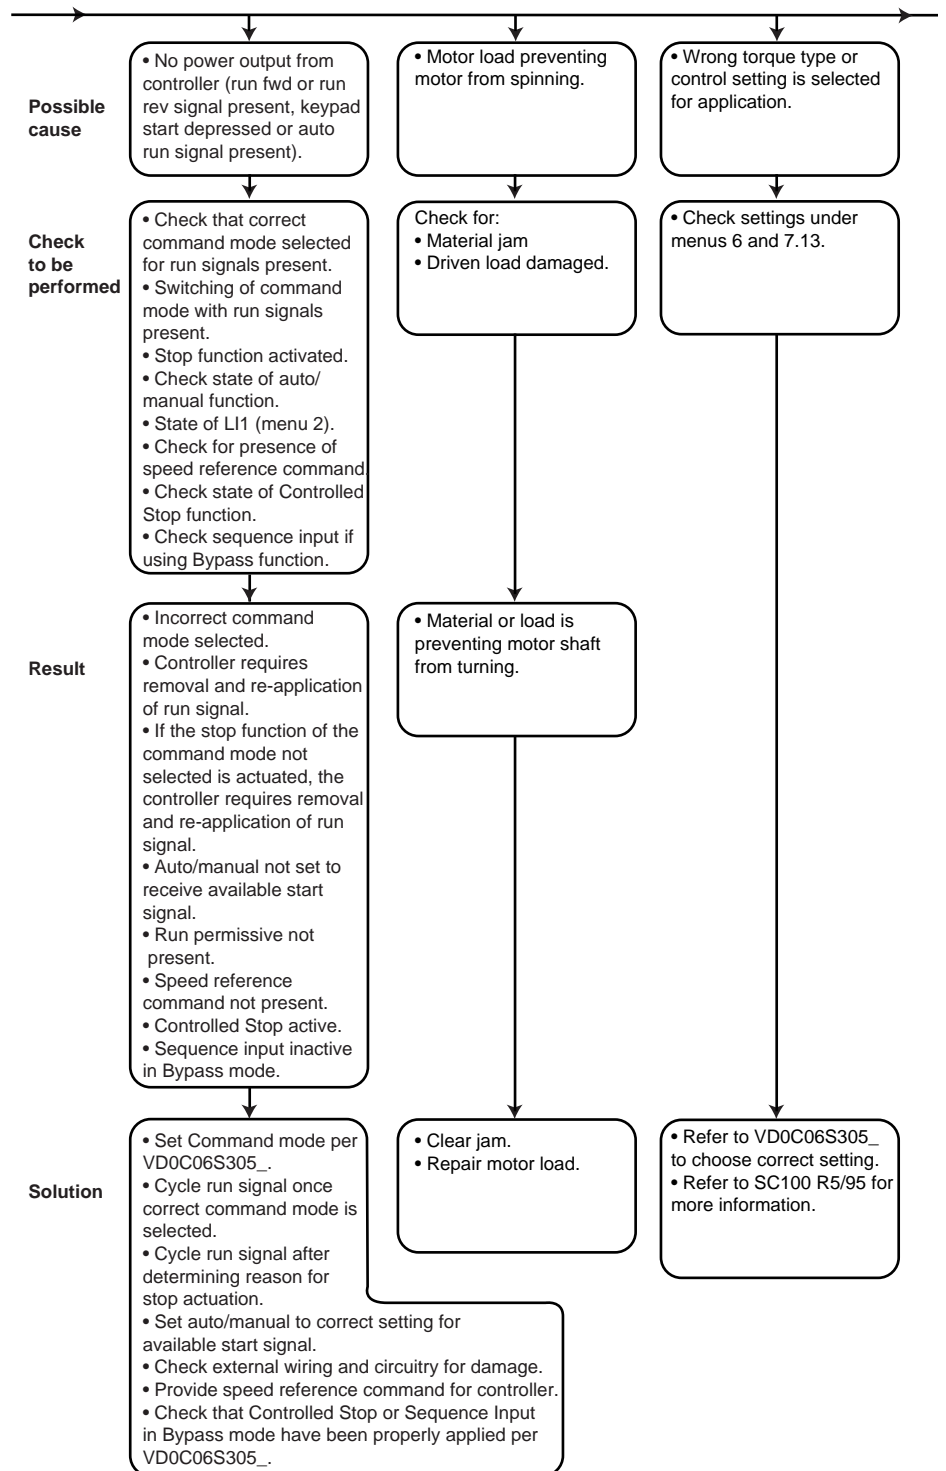 Possible
cause
• No power output from
controller (run fwd or run
rev signal present, keypad
start depressed or auto
run signal present).
• Motor load preventing
motor from spinning.
• Wrong torque type or
control setting is selected
for application.
Check
to be
performed
• Check that correct
command mode selected
for run signals present.
• Switching of command
mode with run signals
present.
• Stop function activated.
• Check state of auto/
manual function.
• State of LI1 (menu 2).
• Check for presence of
speed reference command.
• Check state of Controlled
Stop function.
• Check sequence input if
using Bypass function.
Check for:
• Material jam
• Driven load damaged.
• Check settings under
menus 6 and 7.13.
Result
• Incorrect command
mode selected.
• Controller requires
removal and re-application
of run signal.
• If the stop function of the
command mode not
selected is actuated, the
controller requires removal
and re-application of run
signal.
• Auto/manual not set to
receive available start
signal.
• Run permissive not
present.
• Speed reference
command not present.
• Controlled Stop active.
• Sequence input inactive
in Bypass mode.
• Material or load is
preventing motor shaft
from turning.
Solution
• Set Command mode per
VD0C06S305_.
• Cycle run signal once
correct command mode is
selected.
• Cycle run signal after
determining reason for
stop actuation.
• Set auto/manual to correct setting for
available start signal.
• Check external wiring and circuitry for damage.
• Provide speed reference command for controller.
• Check that Controlled Stop or Sequence Input
in Bypass mode have been properly applied per
VD0C06S305_.
• Clear jam.
• Repair motor load.
• Refer to VD0C06S305_
to choose correct setting.
• Refer to SC100 R5/95 for
more information.